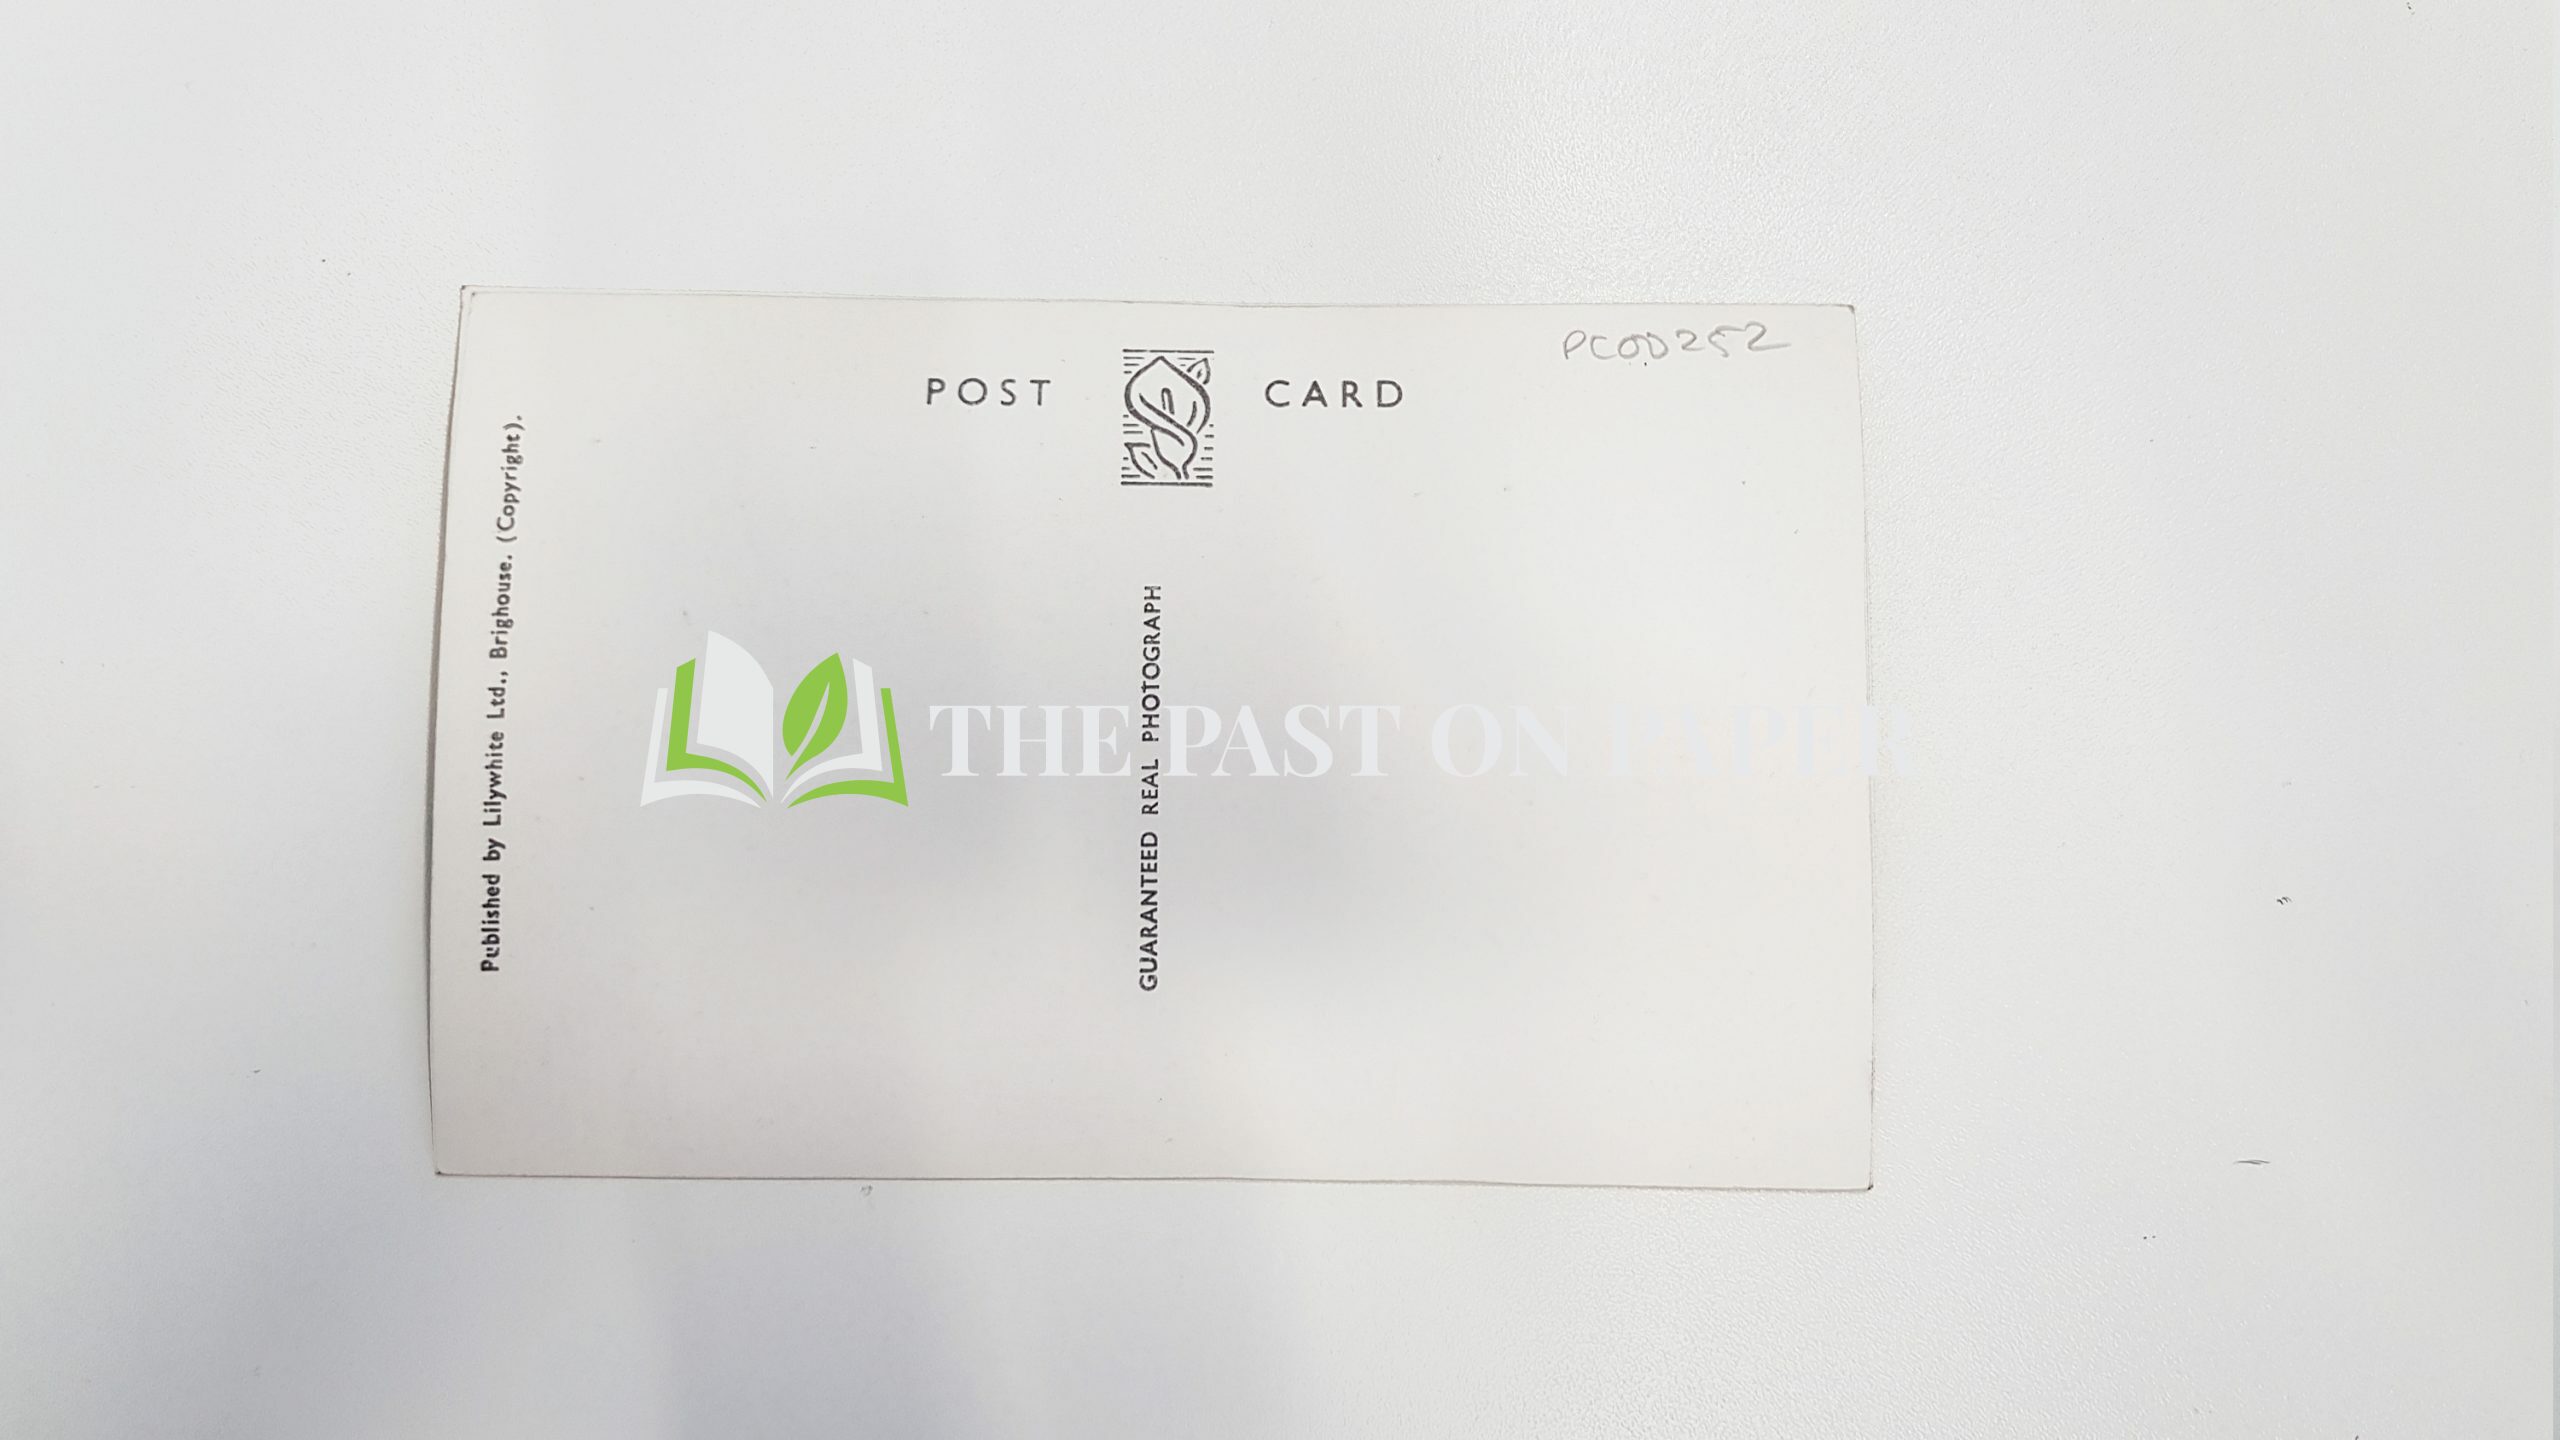 PC00252
POST CARD
Published by Lilywhite Ltd., Brighouse. (Copyright).
GUARANTEED REAL PHOTOGRAPH
THE PAST ON PAPER